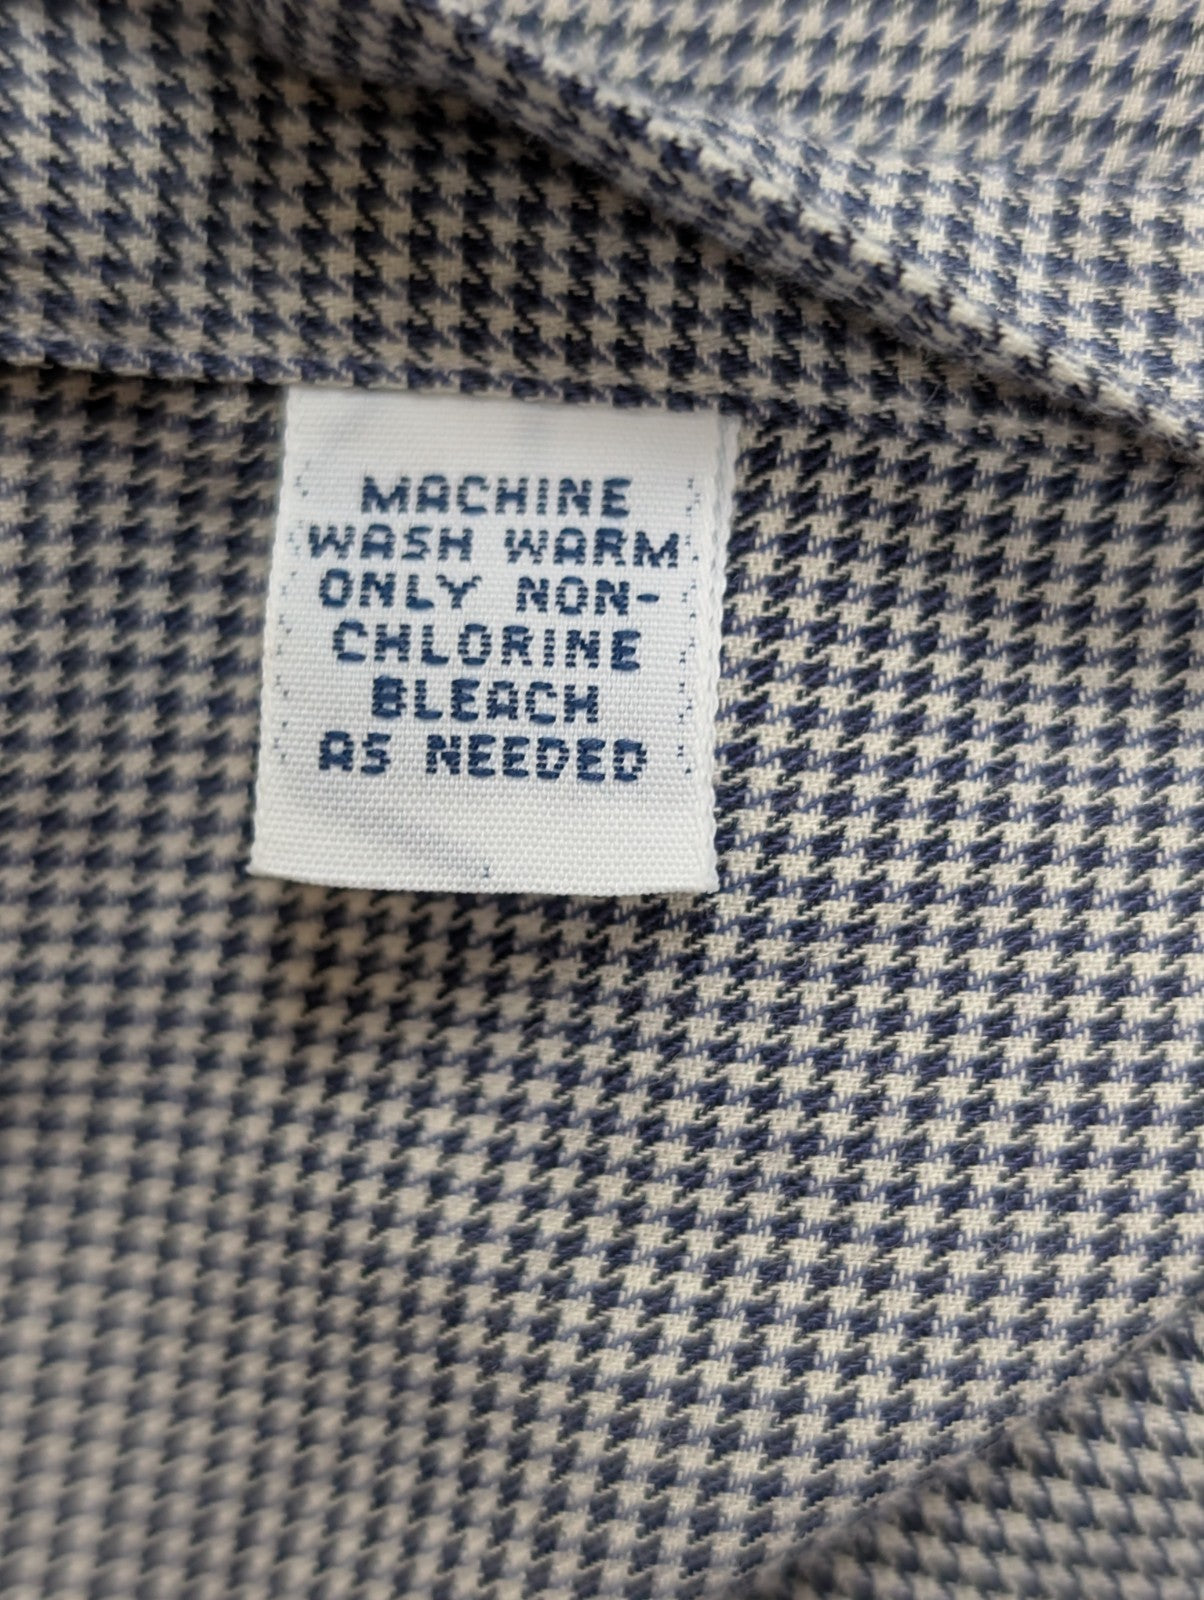 MACHINE
WASH WARM
ONLY NON-
CHLORINE
BLEACH
AS NEEDED